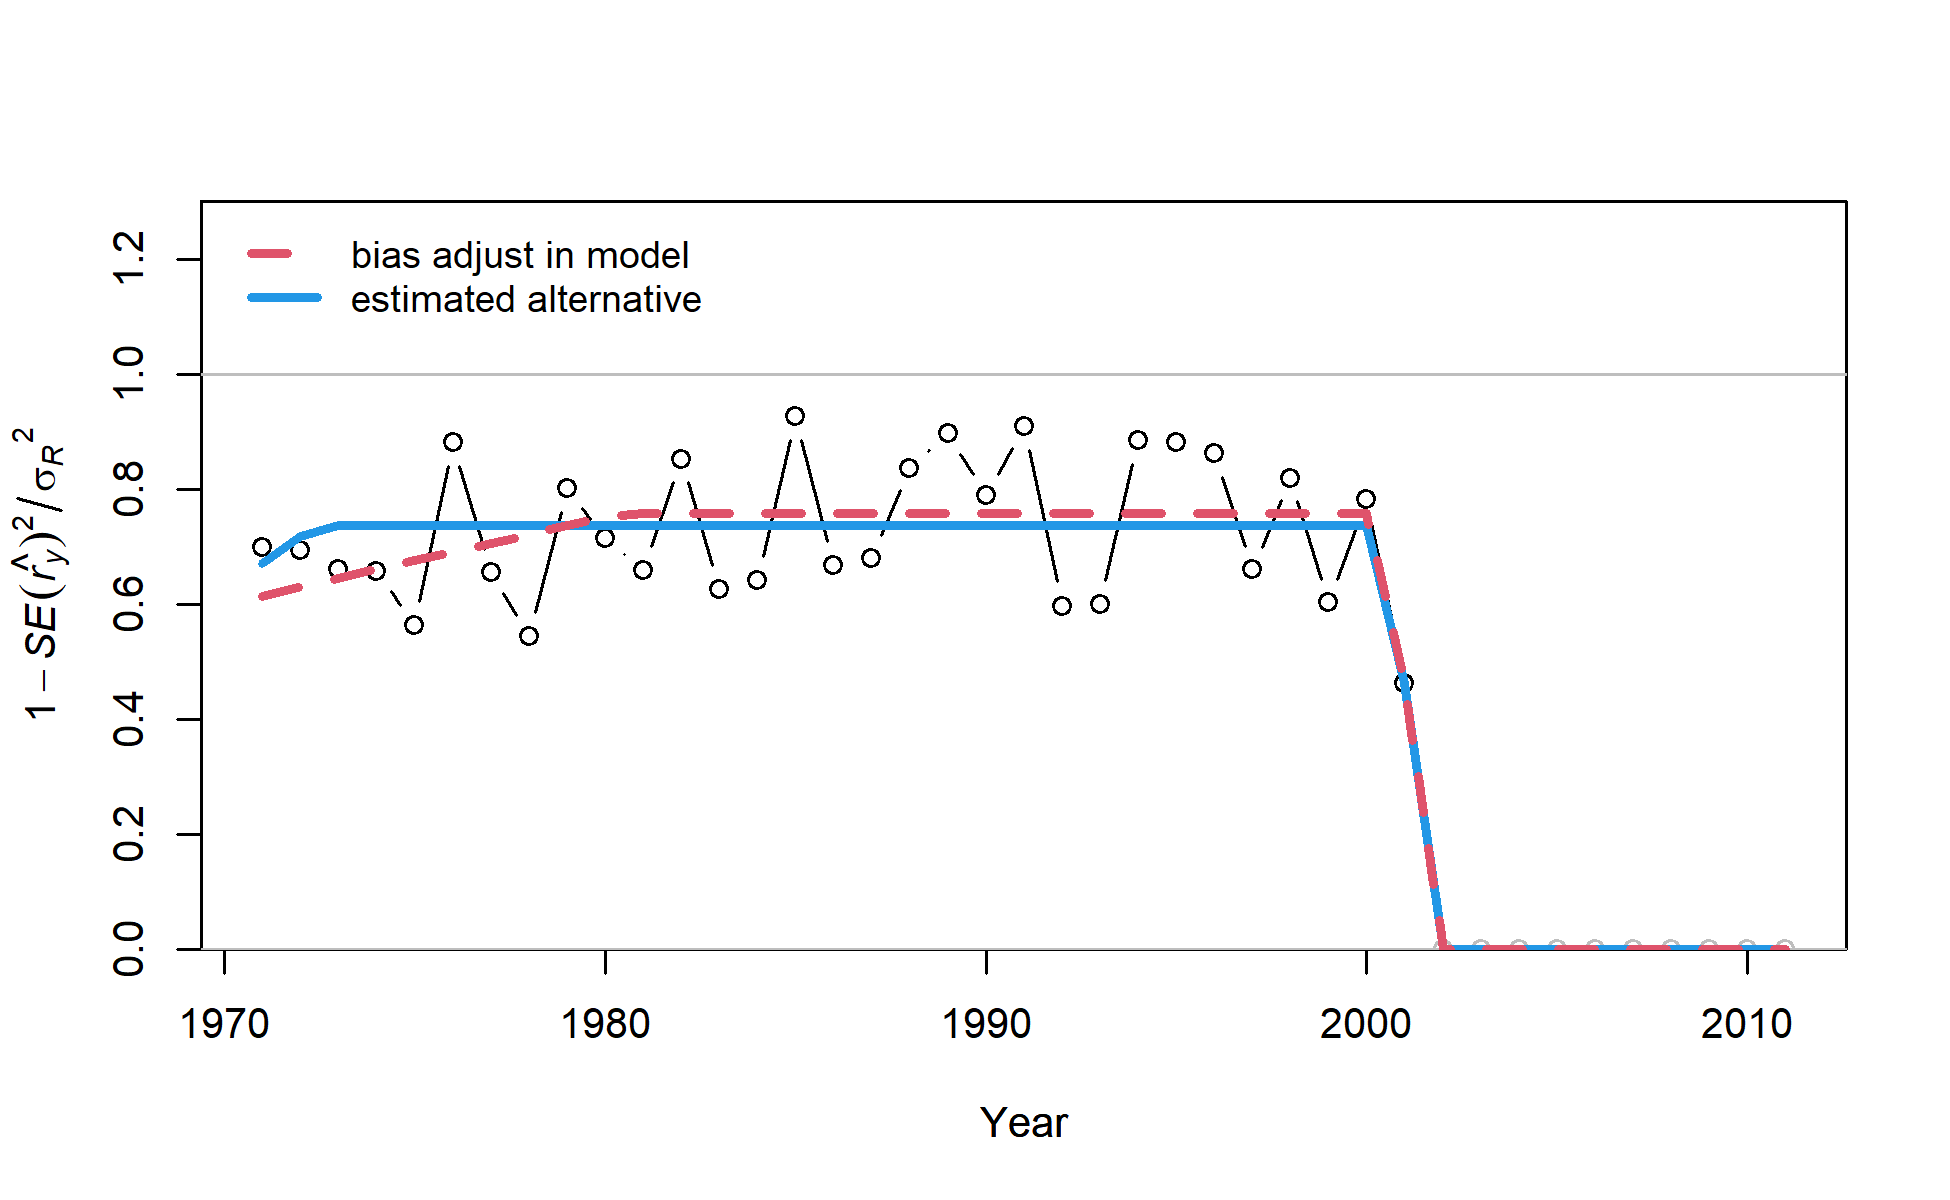 bias adjust in model
estimated alternative
1 − SE(r̂y)² / σR²
1.2
1.0
0.8
0.6
0.4
0.2
0.0
1970 1980 1990 2000 2010
Year